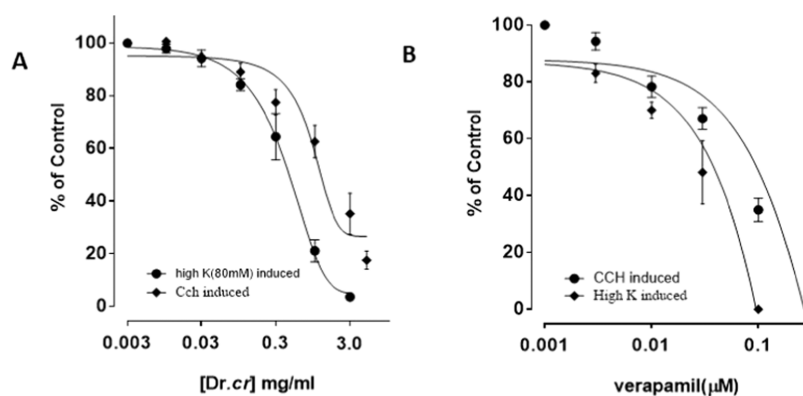 A
B
% of Control
100
80
60
40
20
0
high K(80mM) induced
Cch induced
0.003
0.03
0.3
3.0
[Dr.cr] mg/ml
% of Control
100
80
60
40
20
0
CCH induced
High K induced
0.001
0.01
0.1
verapamil(µM)